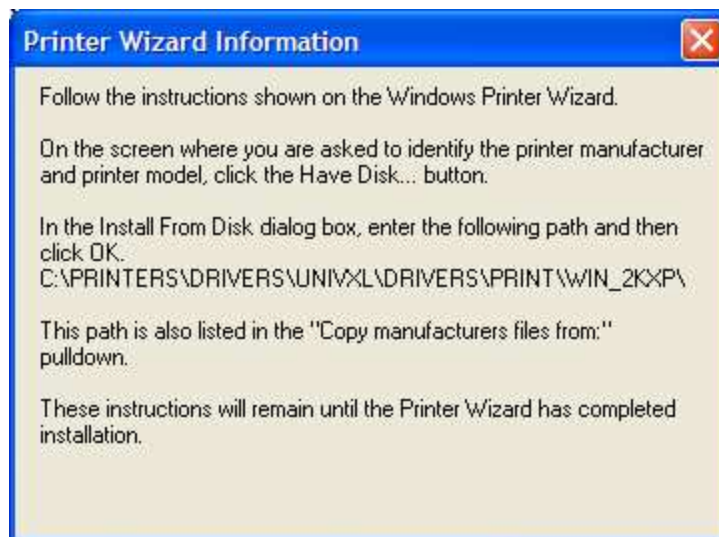 Printer Wizard Information
Follow the instructions shown on the Windows Printer Wizard.
On the screen where you are asked to identify the printer manufacturer
and printer model, click the Have Disk... button.
In the Install From Disk dialog box, enter the following path and then
click OK.
C:\PRINTERS\DRIVERS\UNIVXL\DRIVERS\PRINT\WIN_2KXP\
This path is also listed in the "Copy manufacturers files from:"
pulldown.
These instructions will remain until the Printer Wizard has completed
installation.